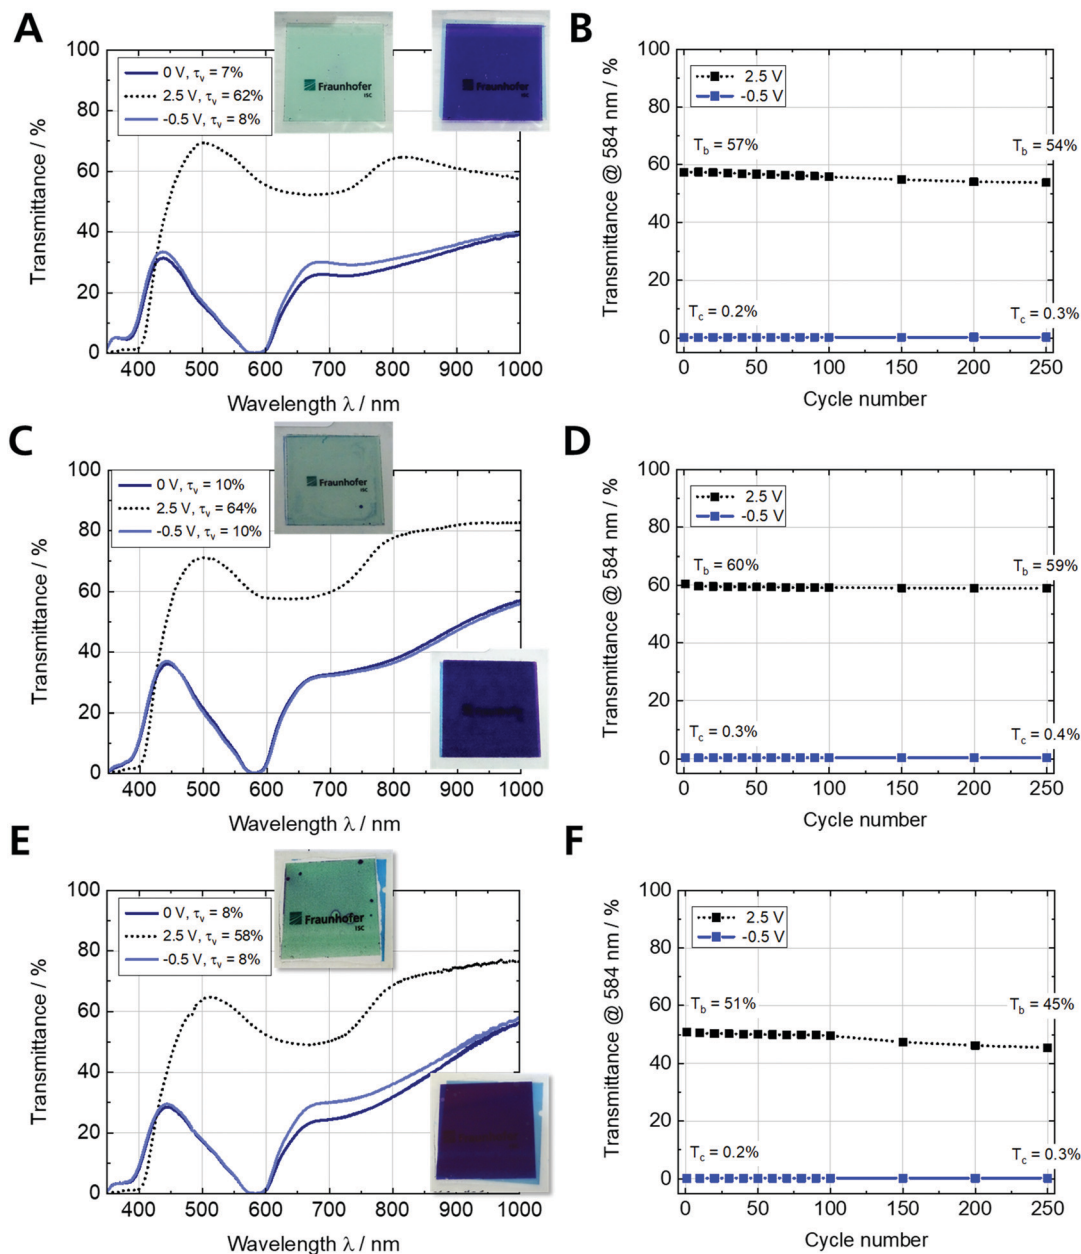 A
0 V, τv = 7%
2.5 V, τv = 62%
-0.5 V, τv = 8%
Fraunhofer
ISC
Fraunhofer
ISC
Transmittance / %
80
60
40
20
0
400 500 600 700 800 900 1000
Wavelength λ / nm
B
2.5 V
-0.5 V
Tb = 57%
Tb = 54%
Tc = 0.2%
Tc = 0.3%
Transmittance @ 584 nm / %
100
80
60
40
20
0
0 50 100 150 200 250
Cycle number
C
0 V, τv = 10%
2.5 V, τv = 64%
-0.5 V, τv = 10%
Fraunhofer
ISC
Transmittance / %
100
80
60
40
20
0
400 500 600 700 800 900 1000
Wavelength λ / nm
D
2.5 V
-0.5 V
Tb = 60%
Tb = 59%
Tc = 0.3%
Tc = 0.4%
Transmittance @ 584 nm / %
100
80
60
40
20
0
0 50 100 150 200 250
Cycle number
E
0 V, τv = 8%
2.5 V, τv = 58%
-0.5 V, τv = 8%
Fraunhofer
ISC
Transmittance / %
100
80
60
40
20
0
400 500 600 700 800 900 1000
Wavelength λ / nm
F
2.5 V
-0.5 V
Tb = 51%
Tb = 45%
Tc = 0.2%
Tc = 0.3%
Transmittance @ 584 nm / %
100
80
60
40
20
0
0 50 100 150 200 250
Cycle number